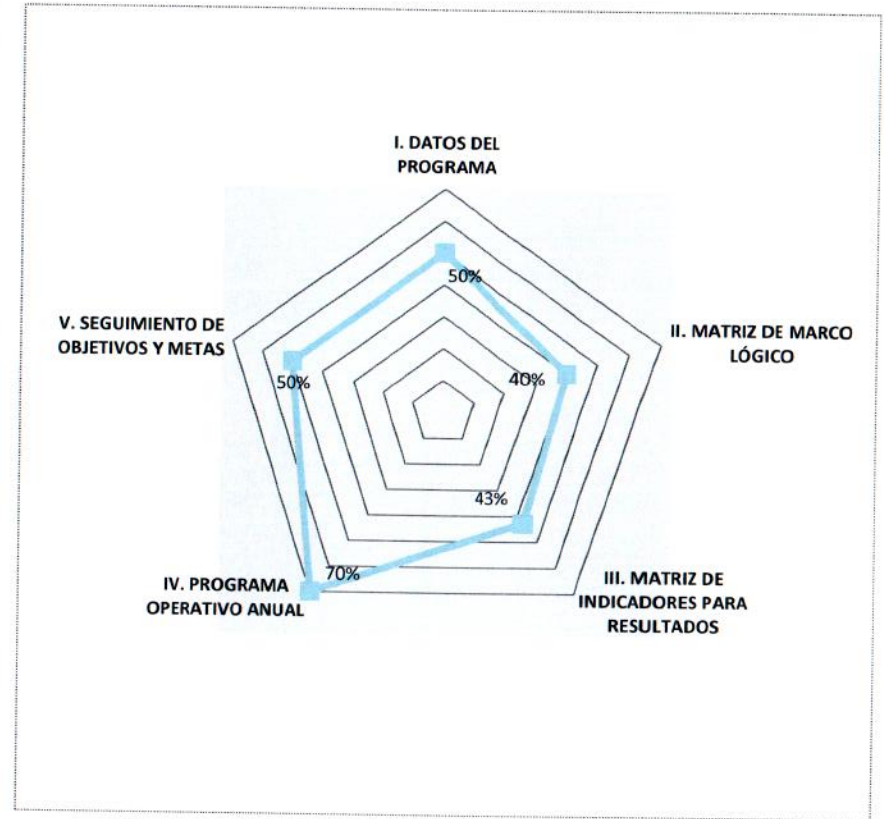 I. DATOS DEL
PROGRAMA
50%
II. MATRIZ DE MARCO
LÓGICO
40%
43%
III. MATRIZ DE
INDICADORES PARA
RESULTADOS
70%
IV. PROGRAMA
OPERATIVO ANUAL
V. SEGUIMIENTO DE
OBJETIVOS Y METAS
50%